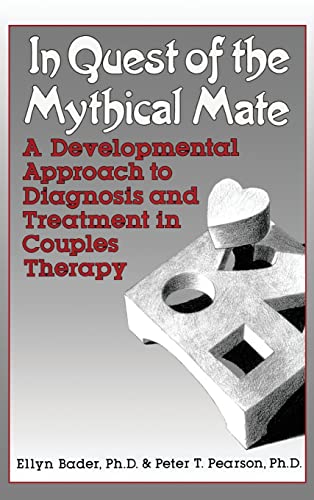 In Quest of the
Mythical Mate
A Developmental
Approach to
Diagnosis and
Treatment in
Couples
Therapy
Ellyn Bader, Ph.D. & Peter T. Pearson, Ph.D.